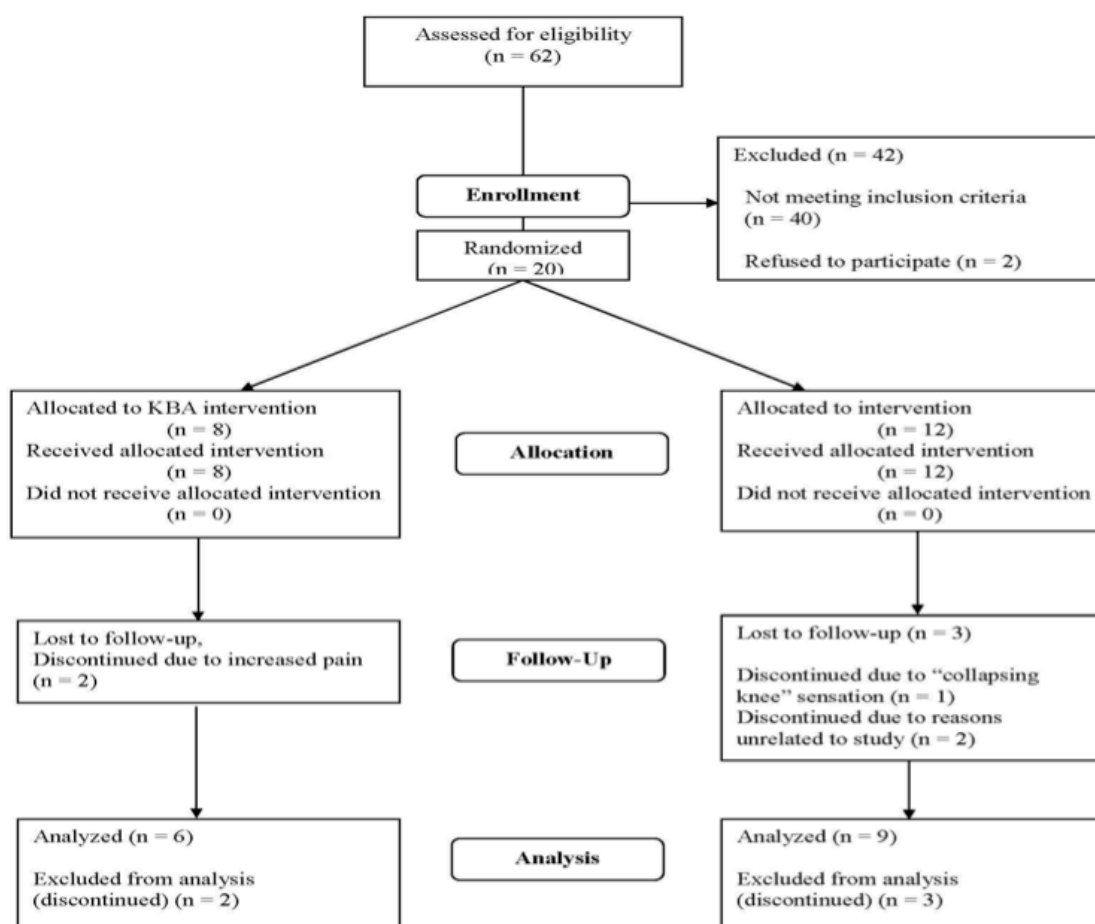 Assessed for eligibility
(n = 62)
Excluded (n = 42)
Not meeting inclusion criteria
(n = 40)
Refused to participate (n = 2)
Enrollment
Randomized
(n = 20)
Allocated to KBA intervention
(n = 8)
Received allocated intervention
(n = 8)
Did not receive allocated intervention
(n = 0)
Allocation
Allocated to intervention
(n = 12)
Received allocated intervention
(n = 12)
Did not receive allocated intervention
(n = 0)
Lost to follow-up,
Discontinued due to increased pain
(n = 2)
Follow-Up
Lost to follow-up (n = 3)
Discontinued due to “collapsing
knee” sensation (n = 1)
Discontinued due to reasons
unrelated to study (n = 2)
Analyzed (n = 6)
Excluded from analysis
(discontinued) (n = 2)
Analysis
Analyzed (n = 9)
Excluded from analysis
(discontinued) (n = 3)